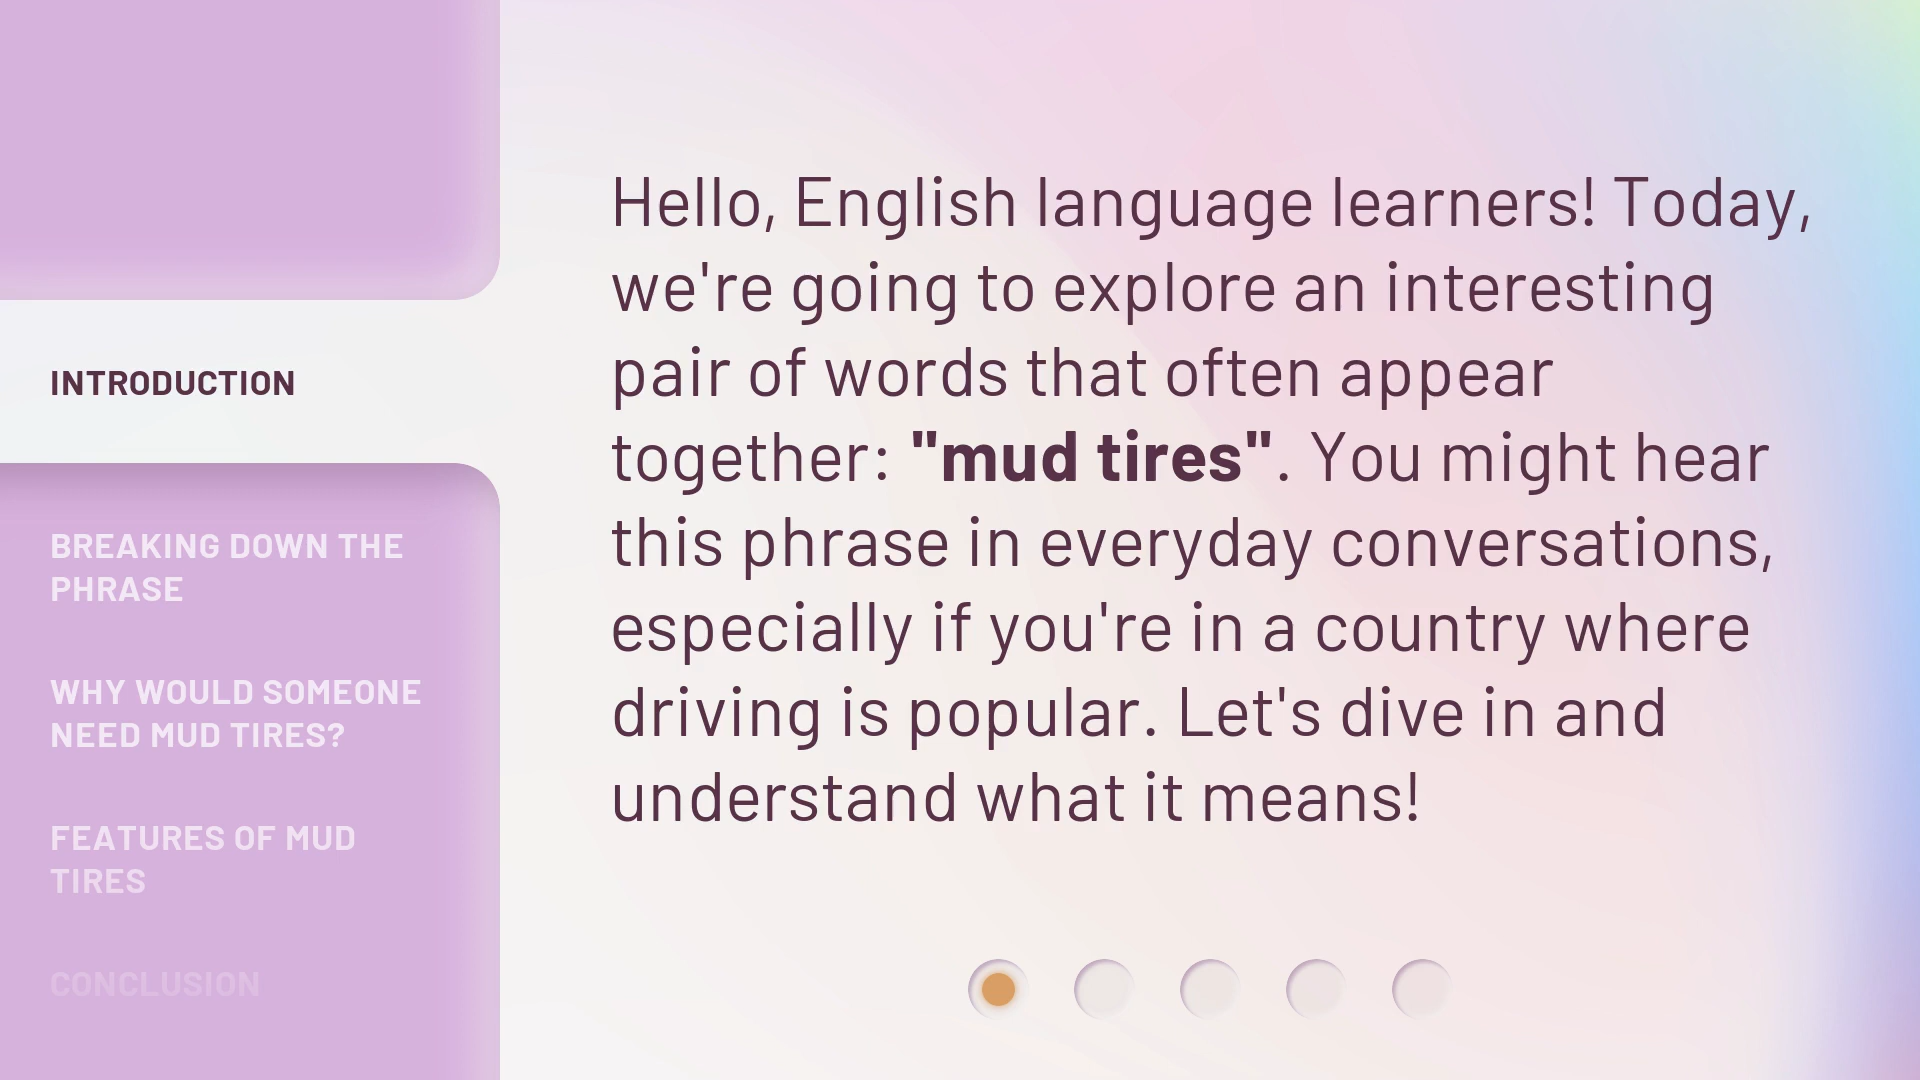 INTRODUCTION
BREAKING DOWN THE
PHRASE
WHY WOULD SOMEONE
NEED MUD TIRES?
FEATURES OF MUD
TIRES
CONCLUSION
Hello, English language learners! Today,
we're going to explore an interesting
pair of words that often appear
together: "mud tires". You might hear
this phrase in everyday conversations,
especially if you're in a country where
driving is popular. Let's dive in and
understand what it means!